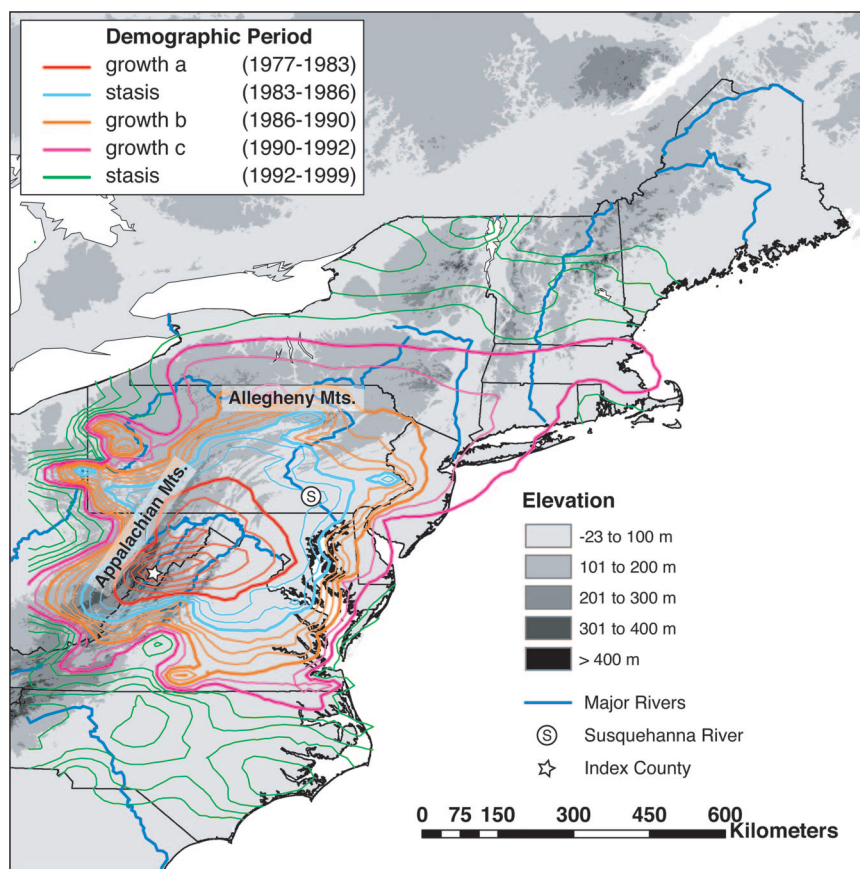 Demographic Period
growth a (1977-1983)
stasis (1983-1986)
growth b (1986-1990)
growth c (1990-1992)
stasis (1992-1999)
Allegheny Mts.
Appalachian Mts.
S
Elevation
-23 to 100 m
101 to 200 m
201 to 300 m
301 to 400 m
> 400 m
Major Rivers
S Susquehanna River
Index County
0 75 150 300 450 600
Kilometers